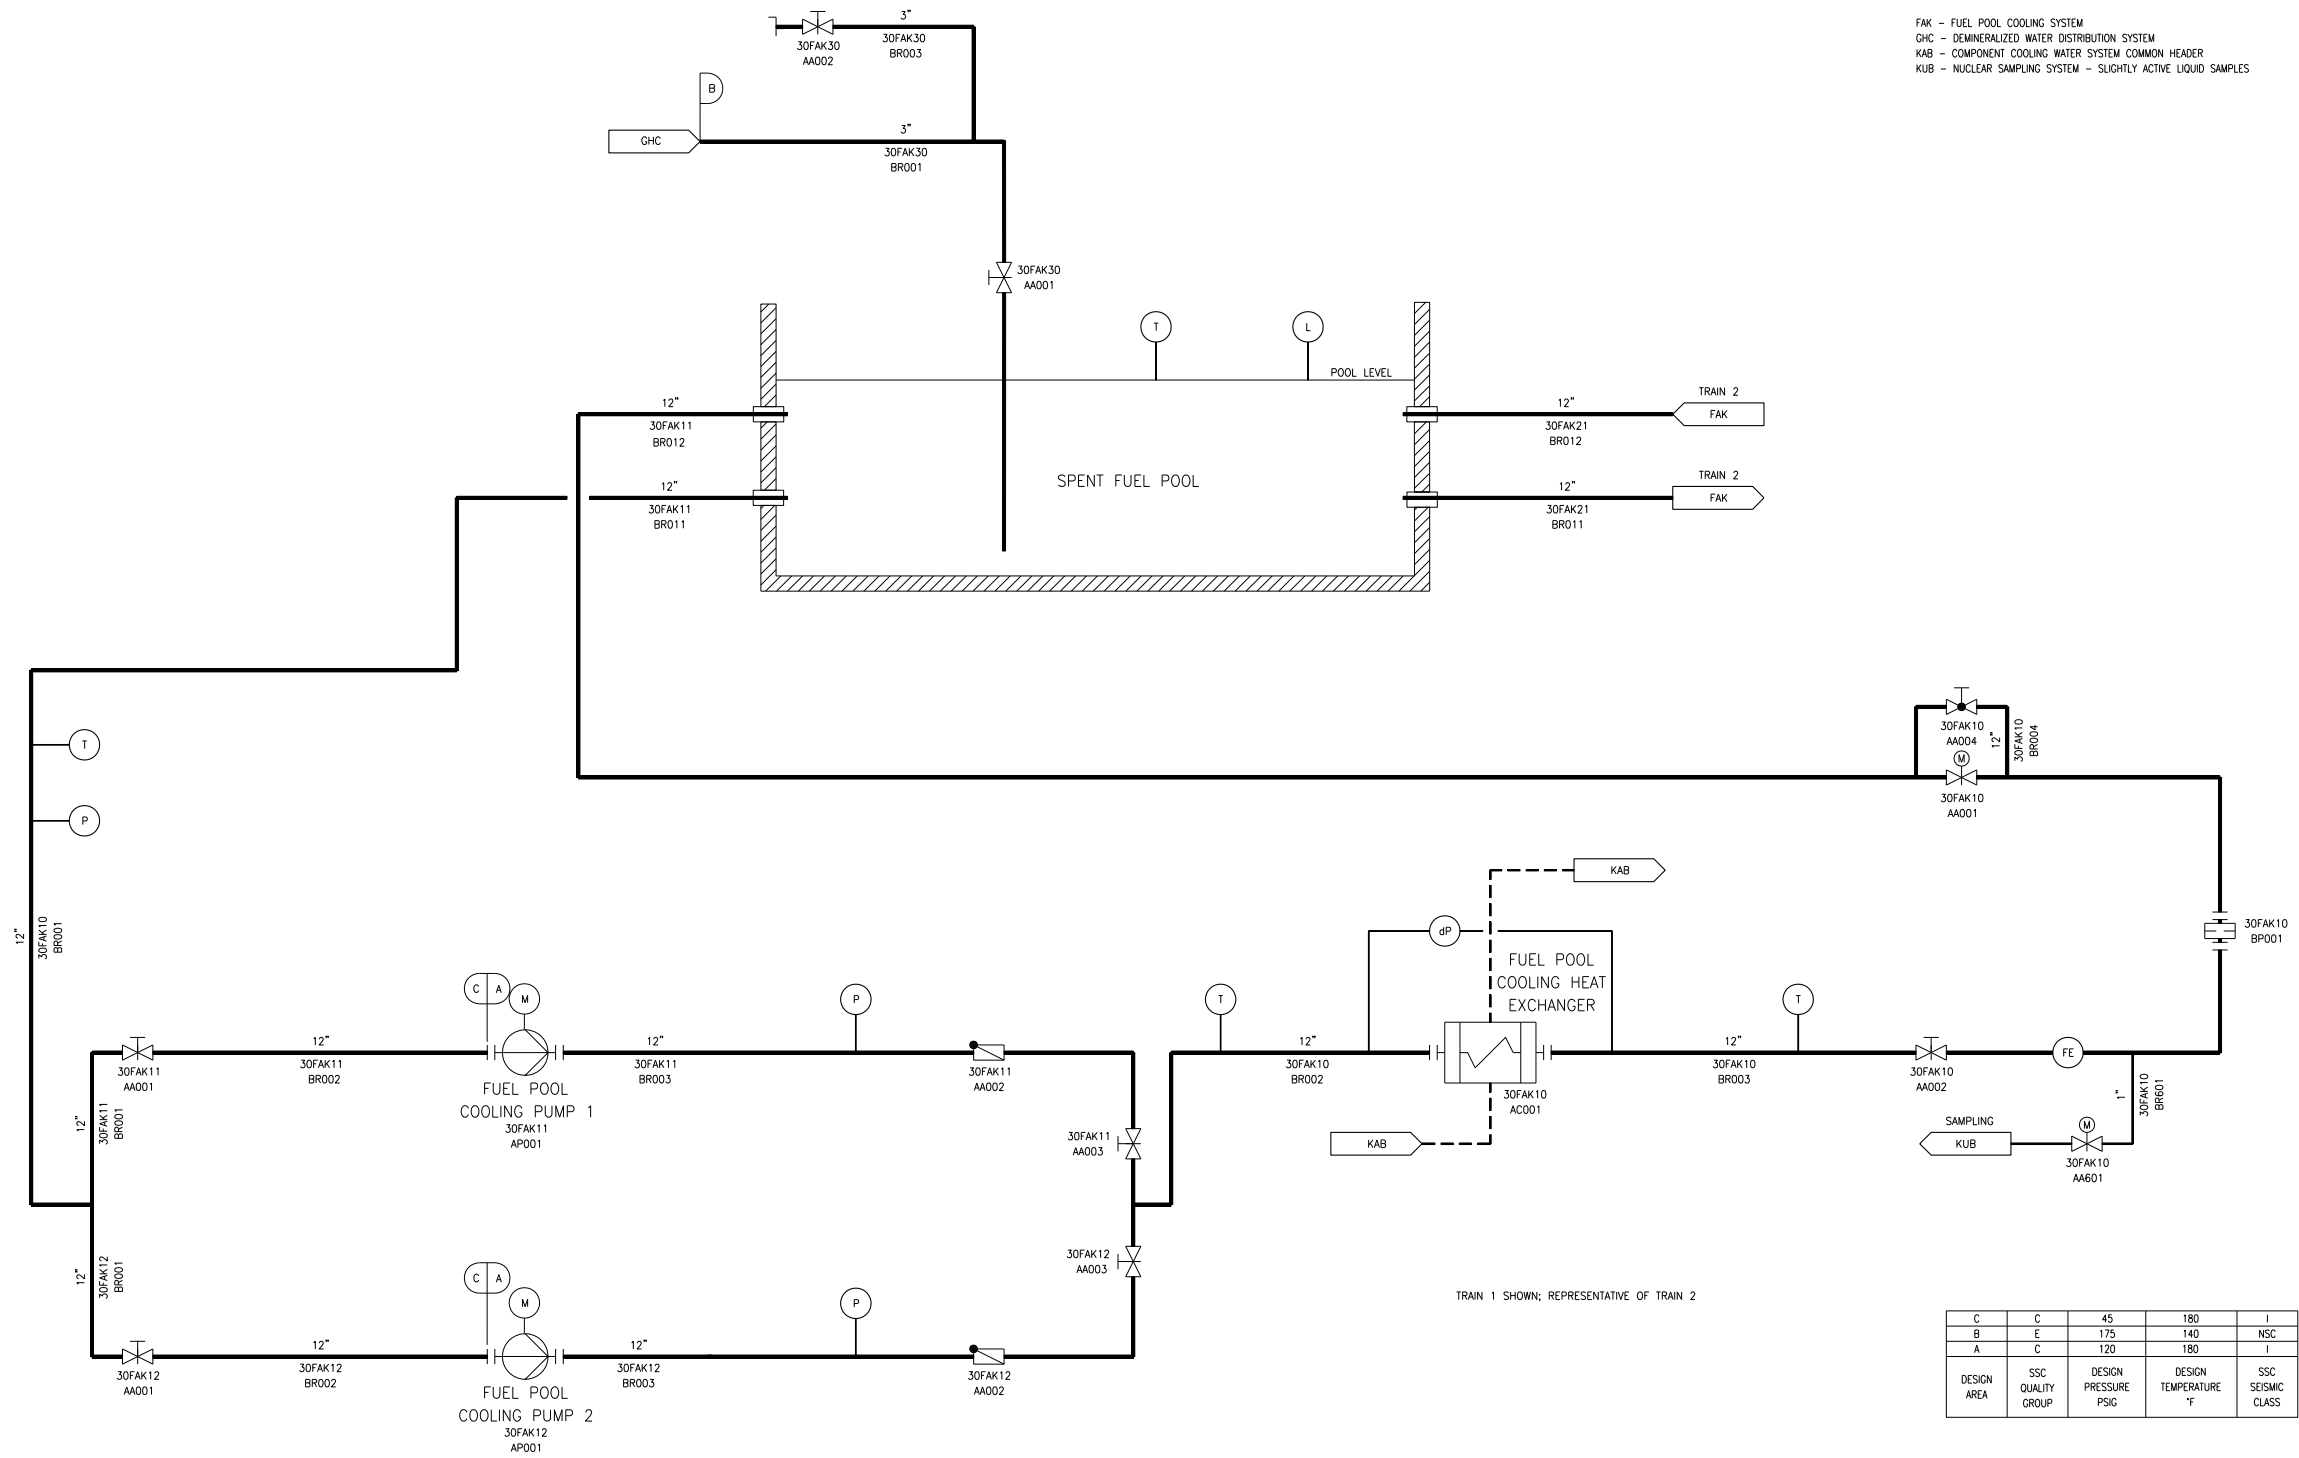 FAK – FUEL POOL COOLING SYSTEM
GHC – DEMINERALIZED WATER DISTRIBUTION SYSTEM
KAB – COMPONENT COOLING WATER SYSTEM COMMON HEADER
KUB – NUCLEAR SAMPLING SYSTEM – SLIGHTLY ACTIVE LIQUID SAMPLES
3"
30FAK30
BR003
30FAK30
AA002
B
GHC
3"
30FAK30
BR001
30FAK30
AA001
T
L
POOL LEVEL
12"
30FAK11
BR012
12"
30FAK11
BR011
SPENT FUEL POOL
12"
30FAK21
BR012
TRAIN 2
FAK
12"
30FAK21
BR011
TRAIN 2
FAK
T
P
12"
30FAK10
BR001
30FAK10
AA004
12"
30FAK10
BR004
M
30FAK10
AA001
KAB
dP
FUEL POOL
COOLING HEAT
EXCHANGER
30FAK10
BP001
C
A
M
P
T
T
30FAK11
AA001
12"
30FAK11
BR002
12"
30FAK11
BR003
30FAK11
AA002
FUEL POOL
COOLING PUMP 1
30FAK11
AP001
12"
30FAK11
BR001
30FAK11
AA003
12"
30FAK10
BR002
30FAK10
AC001
KAB
12"
30FAK10
BR003
30FAK10
AA002
FE
1"
30FAK10
BR601
SAMPLING
KUB
M
30FAK10
AA601
12"
30FAK12
BR001
30FAK12
AA003
C
A
M
P
30FAK12
AA001
12"
30FAK12
BR002
12"
30FAK12
BR003
30FAK12
AA002
FUEL POOL
COOLING PUMP 2
30FAK12
AP001
TRAIN 1 SHOWN; REPRESENTATIVE OF TRAIN 2
C C 45 180 I
B E 175 140 NSC
A C 120 180 I
DESIGN
AREA
SSC
QUALITY
GROUP
DESIGN
PRESSURE
PSIG
DESIGN
TEMPERATURE
°F
SSC
SEISMIC
CLASS